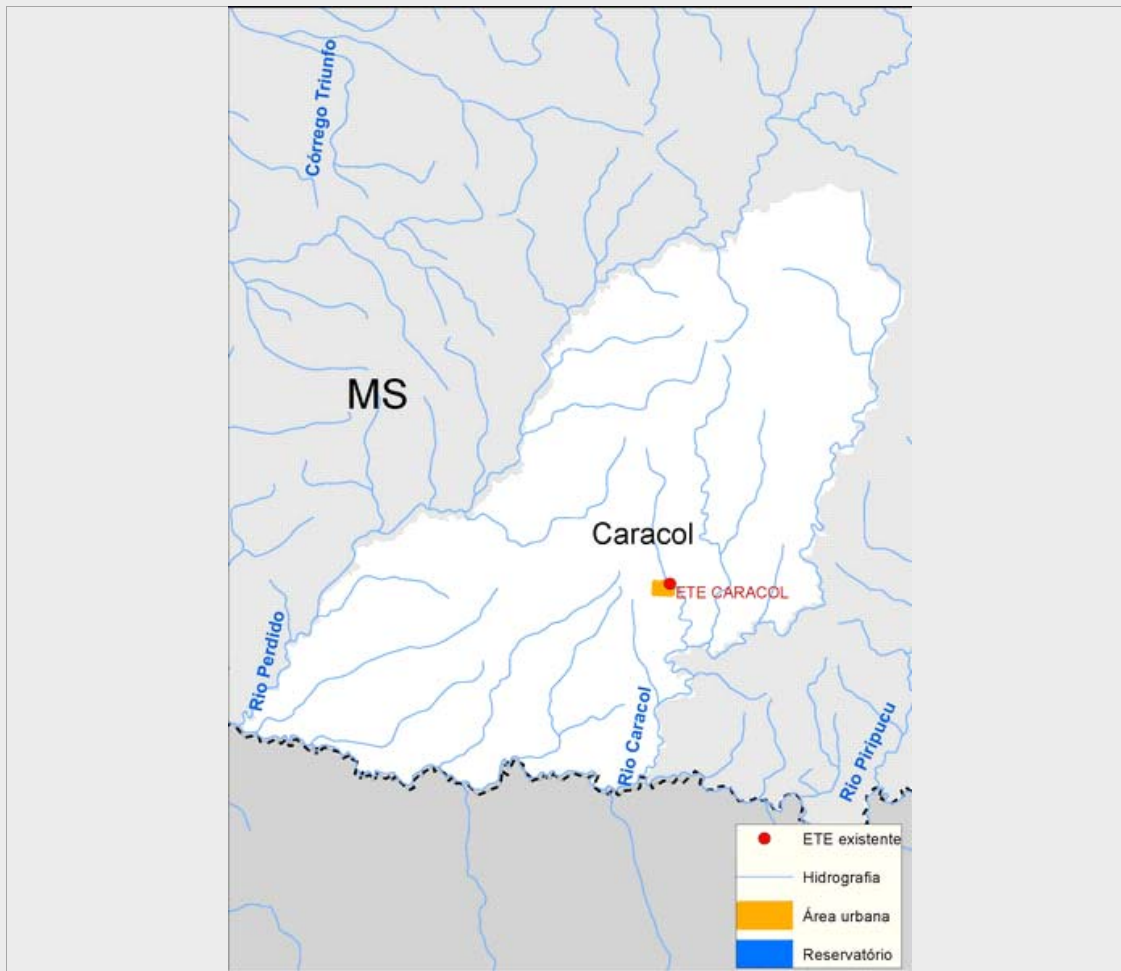 Córrego Triunfo
MS
Caracol
ETE CARACOL
Rio Perdido
Rio Caracol
Rio Piripucu
ETE existente
Hidrografia
Área urbana
Reservatório